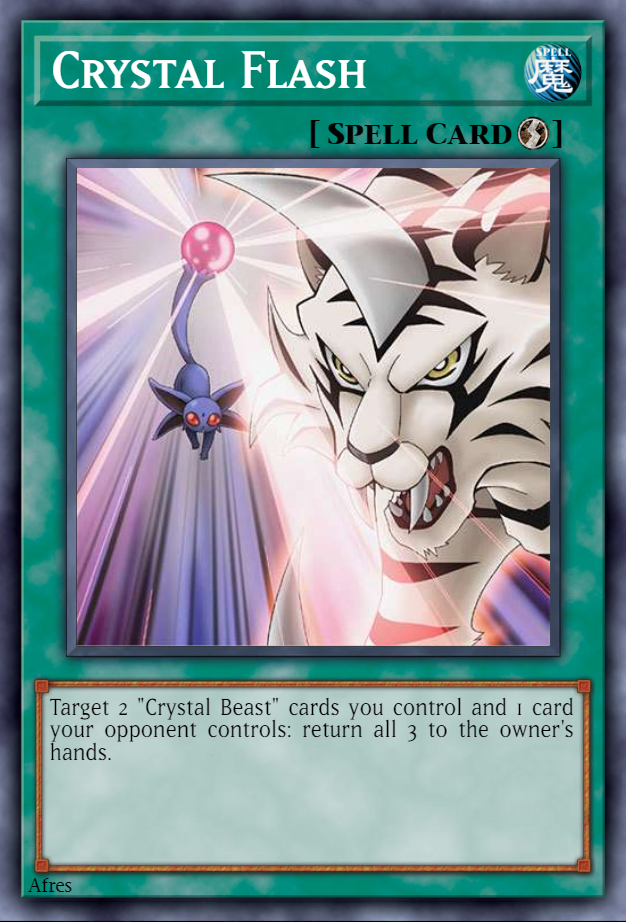 CRYSTAL FLASH
SPELL
魔
[ SPELL CARD ]
Target 2 "Crystal Beast" cards you control and 1 card
your opponent controls: return all 3 to the owner's
hands.
Afres